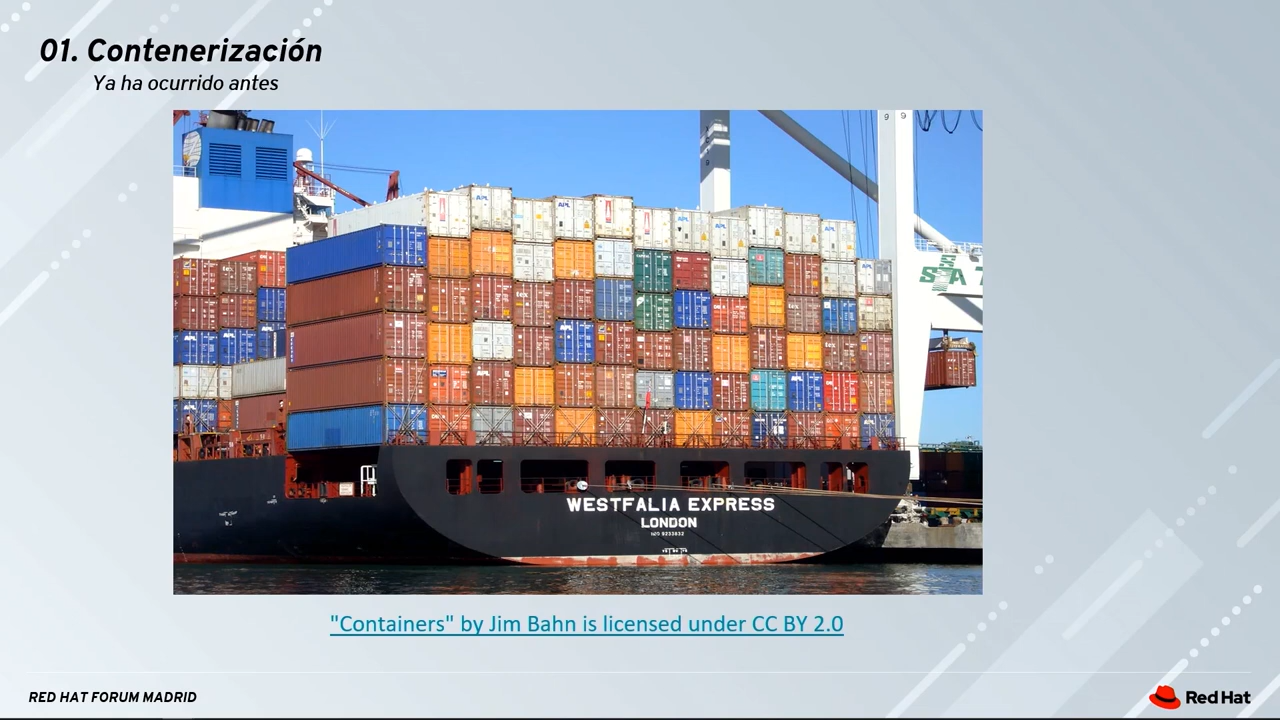 01. Contenerización
Ya ha ocurrido antes
WESTFALIA EXPRESS
LONDON
"Containers" by Jim Bahn is licensed under CC BY 2.0
RED HAT FORUM MADRID
Red Hat